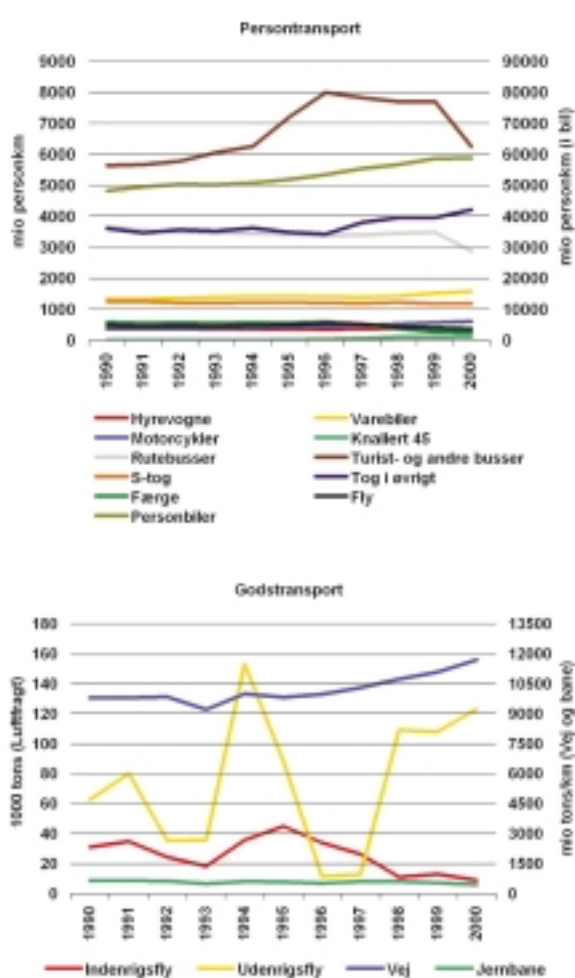 Persontransport
9000 90000
8000 80000
7000 70000
6000 60000
5000 50000
4000 40000
3000 30000
2000 20000
1000 10000
0 0
mio personkm
mio personkm (i bil)
1990 1991 1992 1993 1994 1995 1996 1997 1998 1999 2000
Hyrevogne Varebiler
Motorcykler Knallert 45
Rutebusser Turist- og andre busser
S-tog Tog i øvrigt
Færge Fly
Personbiler
Godstransport
180 13500
160 12000
140 10500
120 9000
100 7500
80 6000
60 4500
40 3000
20 1500
0 0
1000 tons (Luftfragt)
mio tons/km (Vej og bane)
1990 1991 1992 1993 1994 1995 1996 1997 1998 1999 2000
Indenrigsfly Udenrigsfly Vej Jernbane